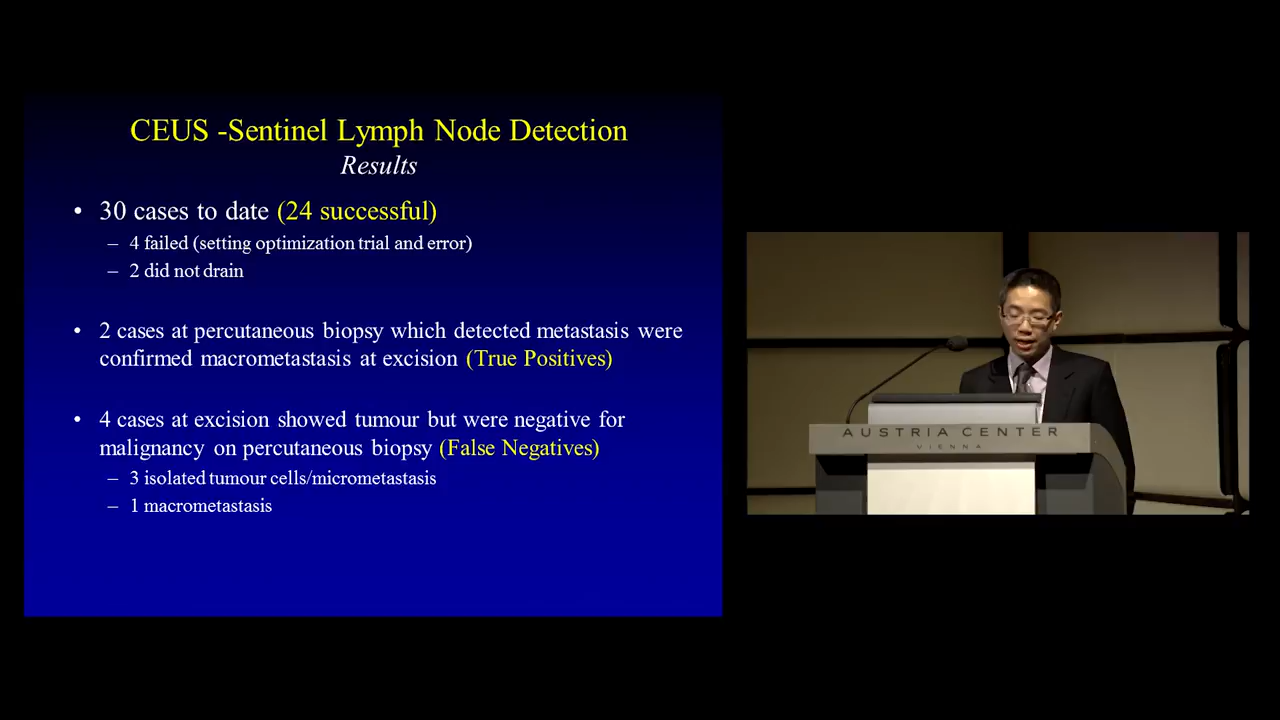 CEUS -Sentinel Lymph Node Detection
Results
• 30 cases to date (24 successful)
– 4 failed (setting optimization trial and error)
– 2 did not drain
• 2 cases at percutaneous biopsy which detected metastasis were
confirmed macrometastasis at excision (True Positives)
• 4 cases at excision showed tumour but were negative for
malignancy on percutaneous biopsy (False Negatives)
– 3 isolated tumour cells/micrometastasis
– 1 macrometastasis
AUSTRIA CENTER
VIENNA